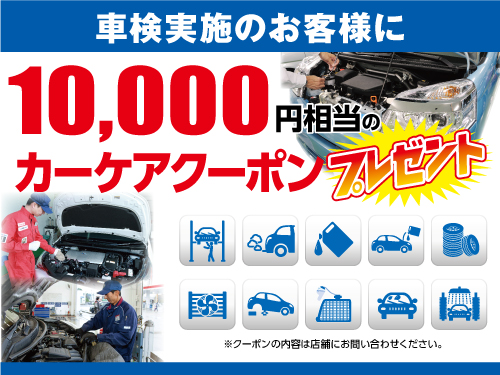 車検実施のお客様に
10,000円相当の
カーケアクーポンプレゼント
※クーポンの内容は店舗にお問い合わせください。